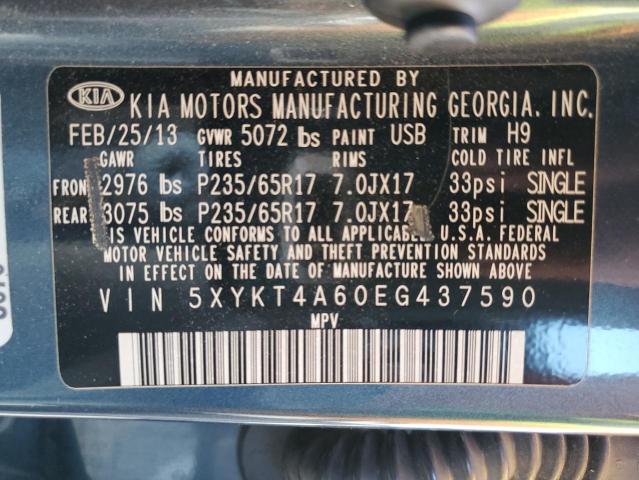 MANUFACTURED BY
KIA KIA MOTORS MANUFACTURING GEORGIA, INC.
FEB/25/13 GVWR 5072 lbs PAINT USB TRIM H9
GAWR TIRES RIMS COLD TIRE INFL
FRONT 2976 lbs P235/65R17 7.0JX17 33psi SINGLE
REAR 3075 lbs P235/65R17 7.0JX17 33psi SINGLE
IS VEHICLE CONFORMS TO ALL APPLICABLE U.S.A. FEDERAL
MOTOR VEHICLE SAFETY AND THEFT PREVENTION STANDARDS
IN EFFECT ON THE DATE OF MANUFACTURE SHOWN ABOVE.
VIN 5XYKT4A60EG437590
MPV